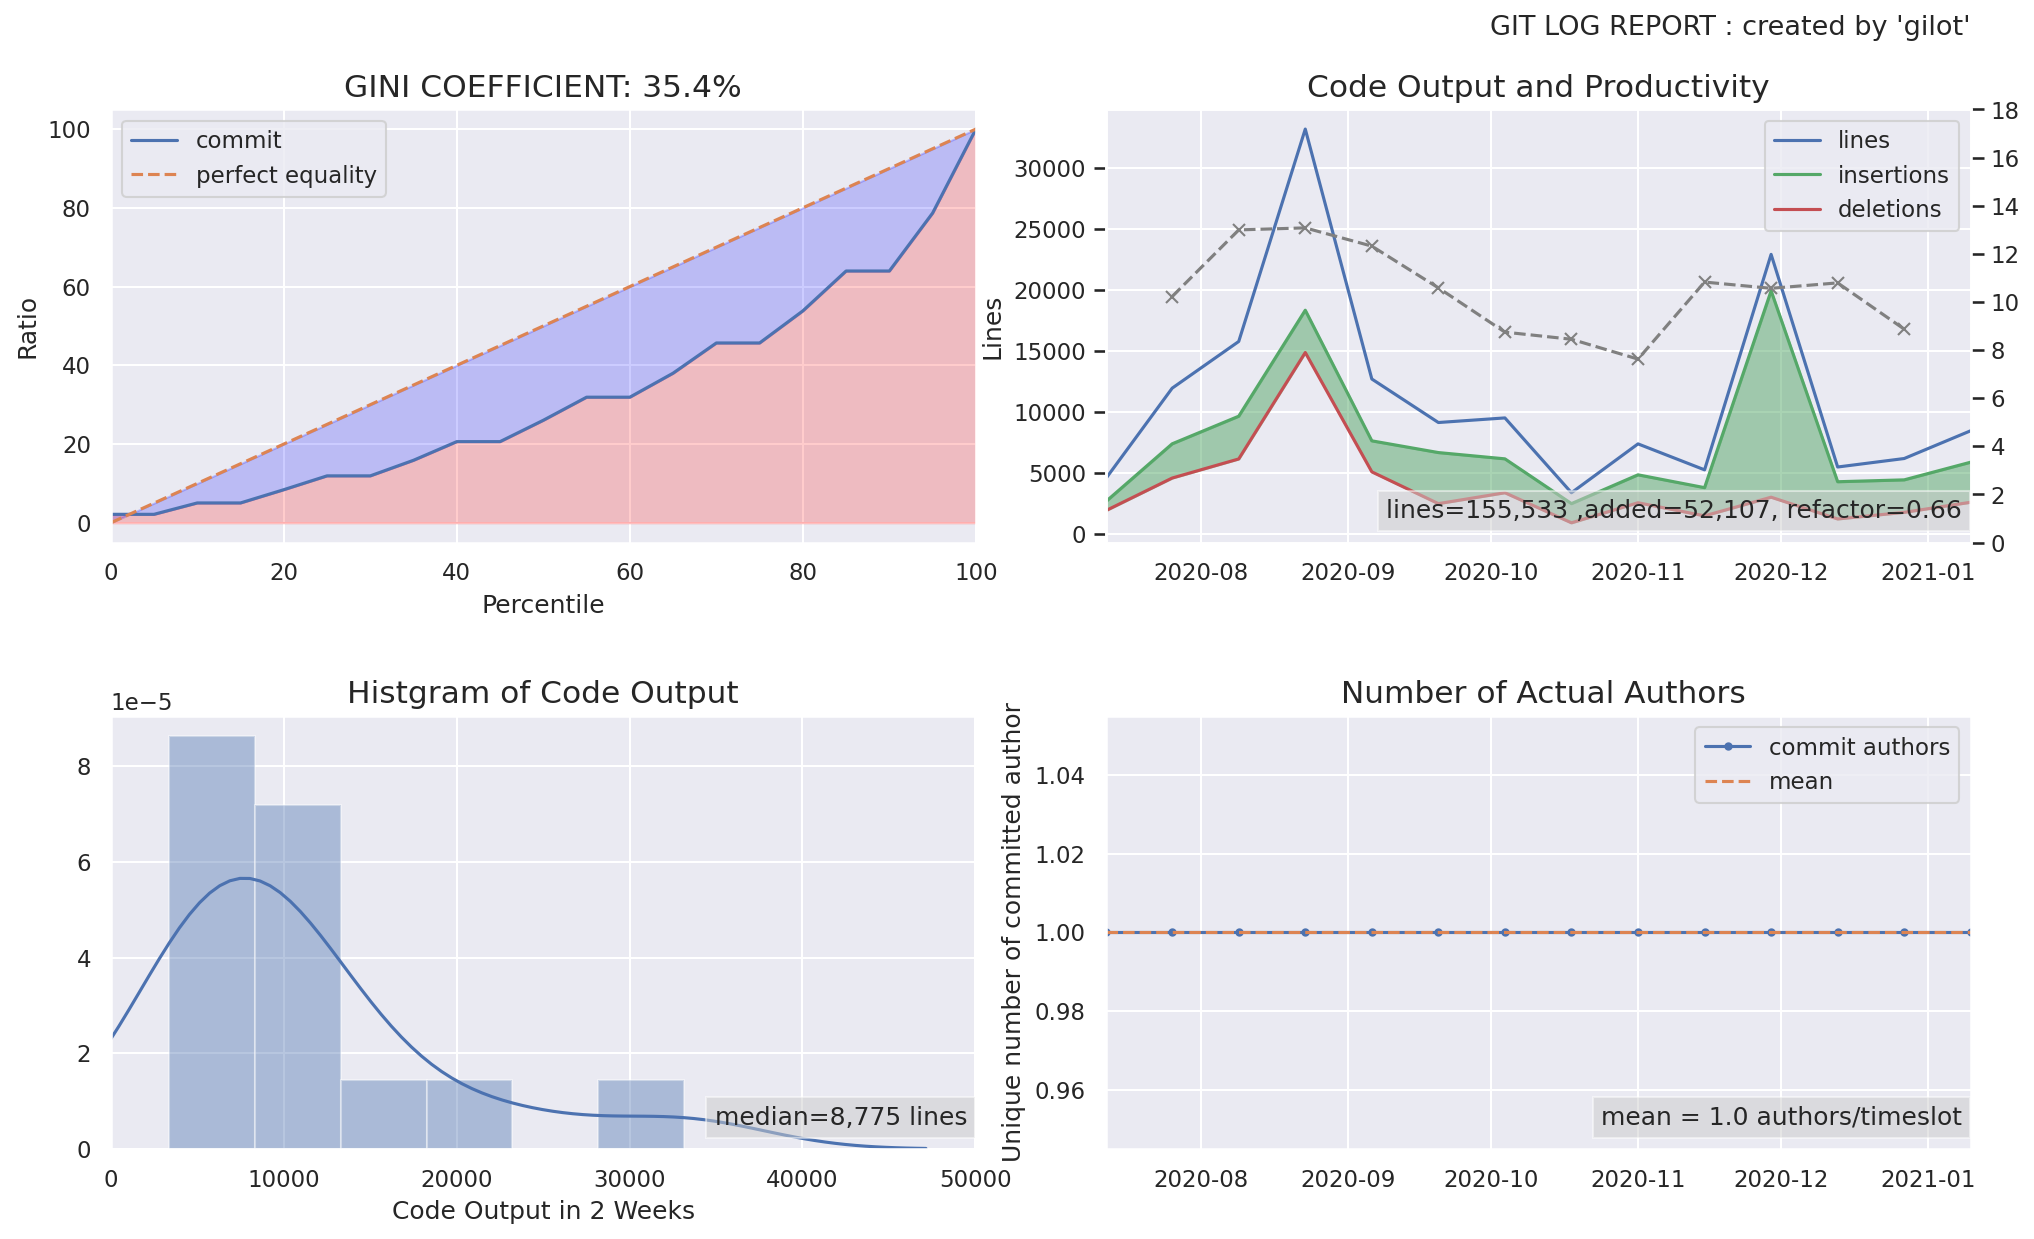 GIT LOG REPORT : created by 'gilot'
GINI COEFFICIENT: 35.4%
commit
perfect equality
Ratio
100
80
60
40
20
0
0 20 40 60 80 100
Percentile
Code Output and Productivity
lines
insertions
deletions
Lines
30000
25000
20000
15000
10000
5000
0
18
16
14
12
10
8
6
4
2
0
lines=155,533 ,added=52,107, refactor=0.66
2020-08 2020-09 2020-10 2020-11 2020-12 2021-01
Histgram of Code Output
1e−5
8
6
4
2
0
median=8,775 lines
0 10000 20000 30000 40000 50000
Code Output in 2 Weeks
Number of Actual Authors
commit authors
mean
Unique number of committed author
1.04
1.02
1.00
0.98
0.96
mean = 1.0 authors/timeslot
2020-08 2020-09 2020-10 2020-11 2020-12 2021-01